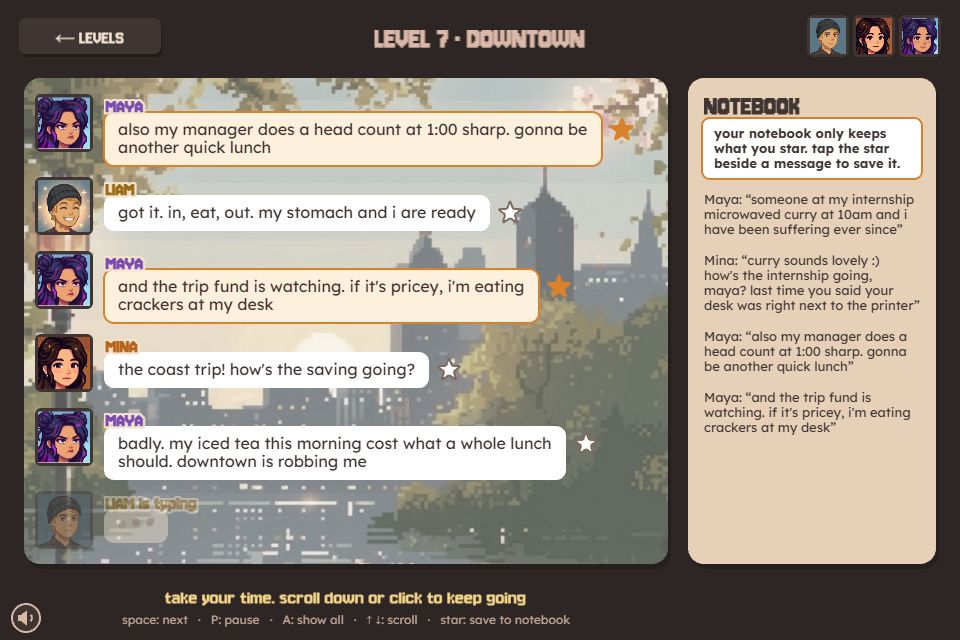 ← LEVELS
LEVEL 7 · DOWNTOWN
MAYA
also my manager does a head count at 1:00 sharp. gonna be
another quick lunch
LIAM
got it. in, eat, out. my stomach and i are ready
MAYA
and the trip fund is watching. if it's pricey, i'm eating
crackers at my desk
MINA
the coast trip! how's the saving going?
MAYA
badly. my iced tea this morning cost what a whole lunch
should. downtown is robbing me
LIAM is typing
NOTEBOOK
your notebook only keeps
what you star. tap the star
beside a message to save it.
Maya: “someone at my internship
microwaved curry at 10am and i
have been suffering ever since”
Mina: “curry sounds lovely :)
how's the internship going,
maya? last time you said your
desk was right next to the printer”
Maya: “also my manager does a
head count at 1:00 sharp. gonna
be another quick lunch”
Maya: “and the trip fund is
watching. if it's pricey, i'm eating
crackers at my desk”
take your time. scroll down or click to keep going
space: next · P: pause · A: show all · ↑↓: scroll · star: save to notebook